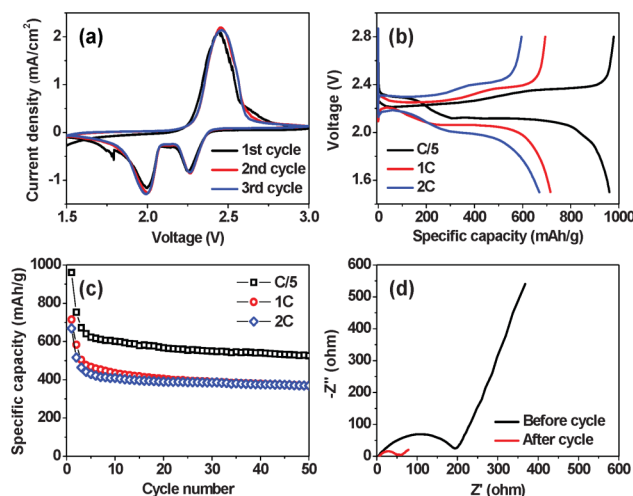 (a)
Current density (mA/cm²)
2
1
0
-1
1st cycle
2nd cycle
3rd cycle
1.5 2.0 2.5 3.0
Voltage (V)
(b)
Voltage (V)
2.8
2.4
2.0
1.6
C/5
1C
2C
0 200 400 600 800 1000
Specific capacity (mAh/g)
(c)
Specific capacity (mAh/g)
1000
800
600
400
200
0
C/5
1C
2C
0 10 20 30 40 50
Cycle number
(d)
-Z'' (ohm)
600
500
400
300
200
100
0
Before cycle
After cycle
0 100 200 300 400 500 600
Z' (ohm)